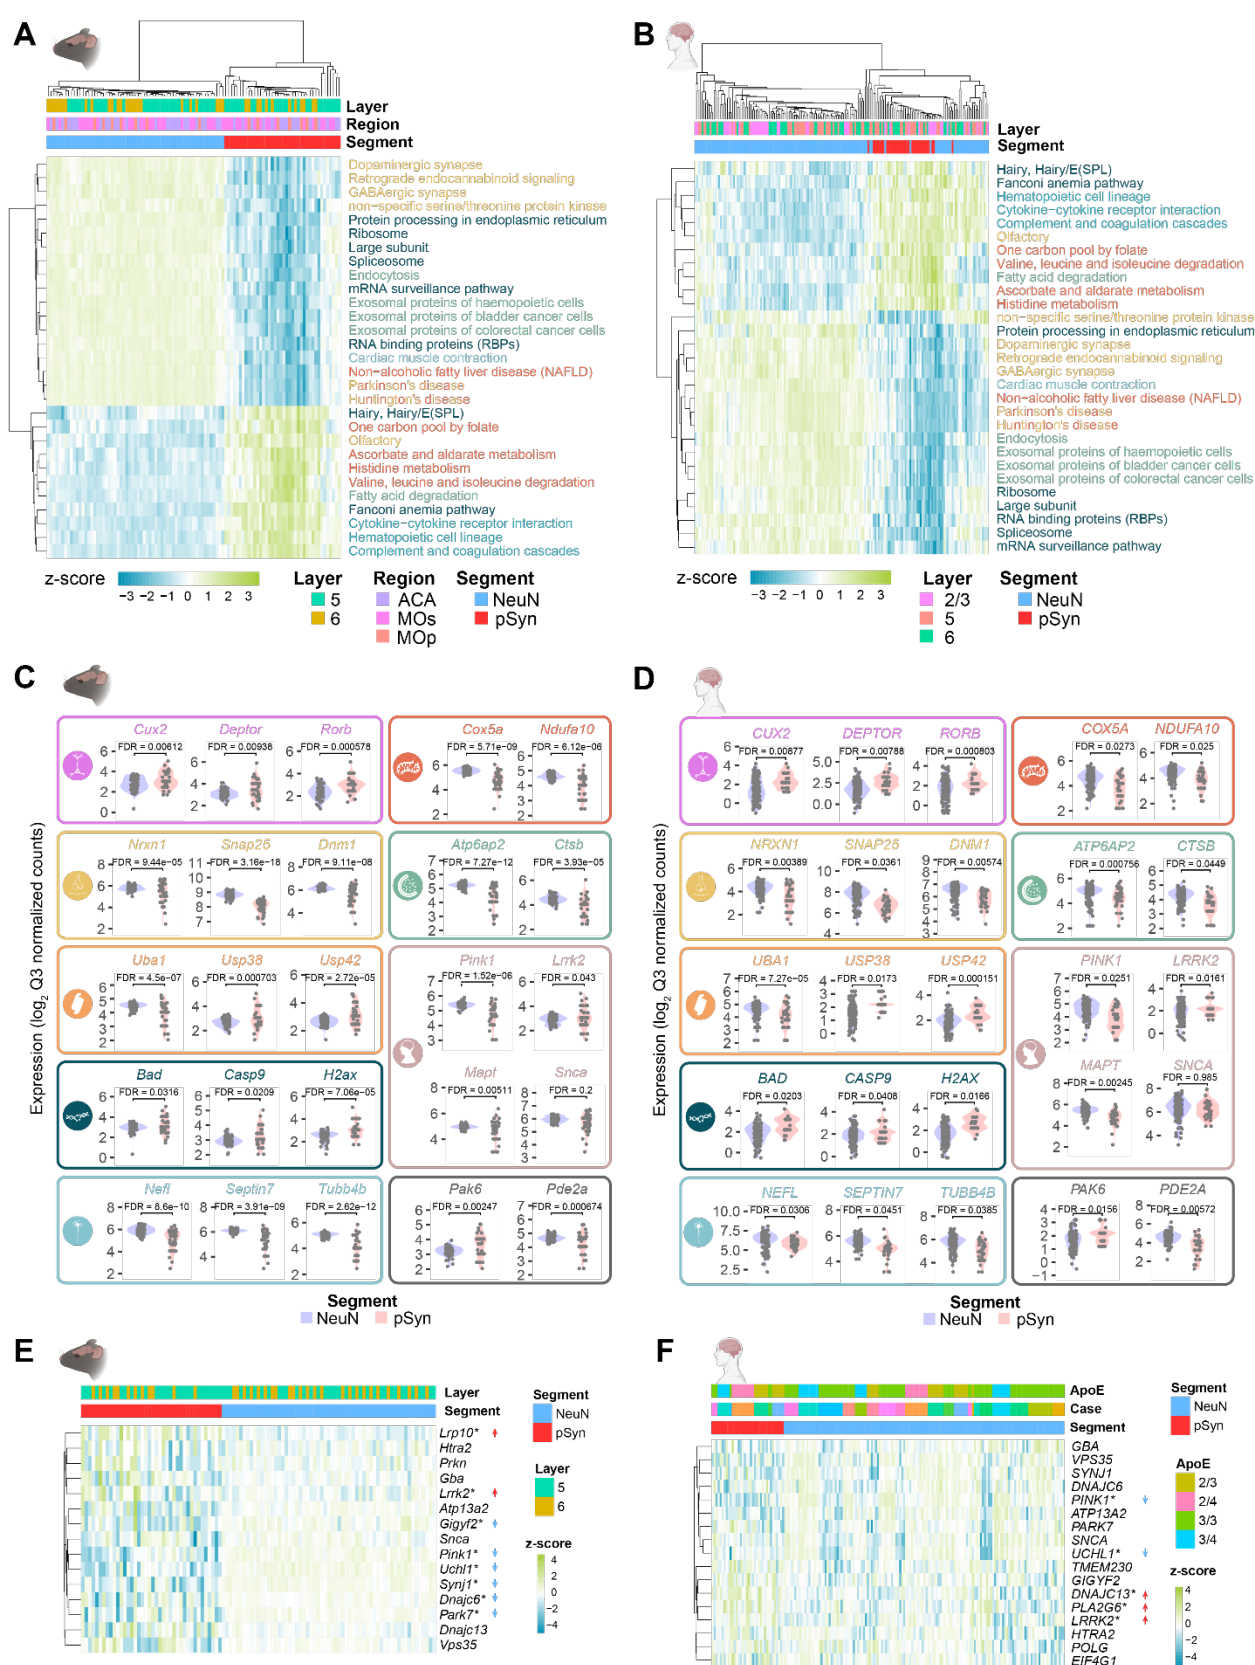 A
Layer
Region
Segment
Dopaminergic synapse
Retrograde endocannabinoid signaling
GABAergic synapse
non-specific serine/threonine protein kinase
Protein processing in endoplasmic reticulum
Ribosome
Large subunit
Spliceosome
Endocytosis
mRNA surveillance pathway
Exosomal proteins of haemopoietic cells
Exosomal proteins of bladder cancer cells
Exosomal proteins of colorectal cancer cells
RNA binding proteins (RBPs)
Cardiac muscle contraction
Non-alcoholic fatty liver disease (NAFLD)
Parkinson's disease
Huntington's disease
Hairy, Hairy/E(SPL)
One carbon pool by folate
Olfactory
Ascorbate and aldarate metabolism
Histidine metabolism
Valine, leucine and isoleucine degradation
Fatty acid degradation
Fanconi anemia pathway
Cytokine-cytokine receptor interaction
Hematopoietic cell lineage
Complement and coagulation cascades
z-score
−3 −2 −1 0 1 2 3
Layer
5
6
Region
ACA
MOs
MOp
Segment
NeuN
pSyn
B
Layer
Segment
Hairy, Hairy/E(SPL)
Fanconi anemia pathway
Hematopoietic cell lineage
Cytokine-cytokine receptor interaction
Complement and coagulation cascades
Olfactory
One carbon pool by folate
Valine, leucine and isoleucine degradation
Fatty acid degradation
Ascorbate and aldarate metabolism
Histidine metabolism
non-specific serine/threonine protein kinase
Protein processing in endoplasmic reticulum
Dopaminergic synapse
Retrograde endocannabinoid signaling
GABAergic synapse
Cardiac muscle contraction
Non-alcoholic fatty liver disease (NAFLD)
Parkinson's disease
Huntington's disease
Endocytosis
Exosomal proteins of haemopoietic cells
Exosomal proteins of bladder cancer cells
Exosomal proteins of colorectal cancer cells
Ribosome
Large subunit
RNA binding proteins (RBPs)
Spliceosome
mRNA surveillance pathway
z-score
−3 −2 −1 0 1 2 3
Layer
2/3
5
6
Segment
NeuN
pSyn
C
Expression (log2 Q3 normalized counts)
Cux2 Deptor Rorb
FDR = 0.00612 FDR = 0.00938 FDR = 0.000578
Cox5a Ndufa10
FDR = 5.71e-09 FDR = 6.12e-06
Nrxn1 Snap25 Dnm1
FDR = 9.44e-05 FDR = 3.16e-18 FDR = 9.11e-08
Atp6ap2 Ctsb
FDR = 7.27e-12 FDR = 3.93e-05
Uba1 Usp38 Usp42
FDR = 4.5e-07 FDR = 0.000703 FDR = 2.72e-05
Pink1 Lrrk2
FDR = 1.52e-06 FDR = 0.043
Bad Casp9 H2ax
FDR = 0.0316 FDR = 0.0209 FDR = 7.06e-05
Mapt Snca
FDR = 0.00511 FDR = 0.2
Nefl Septin7 Tubb4b
FDR = 8.6e-10 FDR = 3.91e-09 FDR = 2.62e-12
Pak6 Pde2a
FDR = 0.00247 FDR = 0.000674
Segment
NeuN pSyn
D
Expression (log2 Q3 normalized counts)
CUX2 DEPTOR RORB
FDR = 0.00877 FDR = 0.00788 FDR = 0.000803
COX5A NDUFA10
FDR = 0.0273 FDR = 0.025
NRXN1 SNAP25 DNM1
FDR = 0.00389 FDR = 0.0361 FDR = 0.00574
ATP6AP2 CTSB
FDR = 0.000756 FDR = 0.0449
UBA1 USP38 USP42
FDR = 7.27e-05 FDR = 0.0173 FDR = 0.000151
PINK1 LRRK2
FDR = 0.0251 FDR = 0.0161
BAD CASP9 H2AX
FDR = 0.0203 FDR = 0.0408 FDR = 0.0166
MAPT SNCA
FDR = 0.00245 FDR = 0.985
NEFL SEPTIN7 TUBB4B
FDR = 0.0306 FDR = 0.0451 FDR = 0.0385
PAK6 PDE2A
FDR = 0.0156 FDR = 0.00572
Segment
NeuN pSyn
E
Layer
Segment
Lrp10*
Htra2
Prkn
Gba
Lrrk2*
Atp13a2
Gigyf2*
Snca
Pink1*
Uchl1*
Synj1*
Dnajc6*
Park7*
Dnajc13
Vps35
Segment
NeuN
pSyn
Layer
5
6
z-score
4
2
0
−2
−4
F
ApoE
Case
Segment
GBA
VPS35
SYNJ1
DNAJC6
PINK1*
ATP13A2
PARK7
SNCA
UCHL1*
TMEM230
GIGYF2
DNAJC13*
PLA2G6*
LRRK2*
HTRA2
POLG
EIF4G1
Segment
NeuN
pSyn
ApoE
2/3
2/4
3/3
3/4
z-score
4
2
0
−2
−4